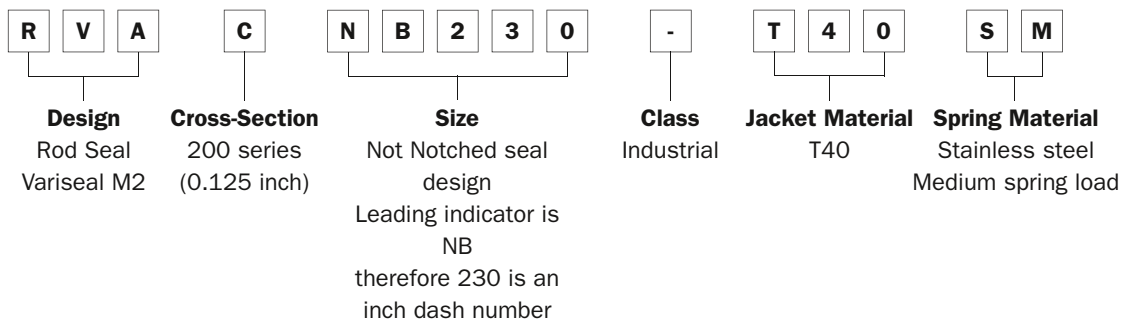 R V A C N B 2 3 0 - T 4 0 S M
Design Cross-Section Size Class Jacket Material Spring Material
Rod Seal 200 series Not Notched seal Industrial T40 Stainless steel
Variseal M2 (0.125 inch) design Medium spring load
Leading indicator is
NB
therefore 230 is an
inch dash number